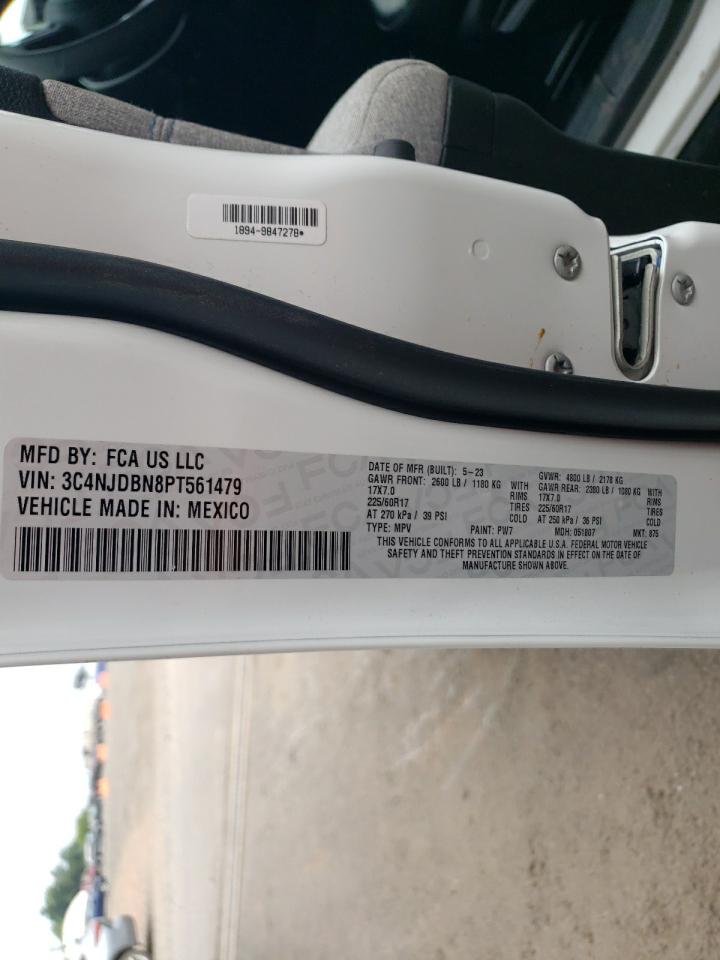 1894-9847278*
MFD BY: FCA US LLC
VIN: 3C4NJDBN8PT561479
VEHICLE MADE IN: MEXICO
DATE OF MFR (BUILT): 5-23 GVWR: 4800 LB / 2178 KG
GAWR FRONT: 2600 LB / 1180 KG WITH GAWR REAR: 2380 LB / 1080 KG WITH
17X7.0 RIMS 17X7.0 RIMS
225/60R17 TIRES 225/60R17 TIRES
AT 270 kPa / 39 PSI COLD AT 250 kPa / 36 PSI COLD
TYPE: MPV PAINT: PW7 MDH: 051807 MKT: 875
THIS VEHICLE CONFORMS TO ALL APPLICABLE U.S.A. FEDERAL MOTOR VEHICLE
SAFETY AND THEFT PREVENTION STANDARDS IN EFFECT ON THE DATE OF
MANUFACTURE SHOWN ABOVE.